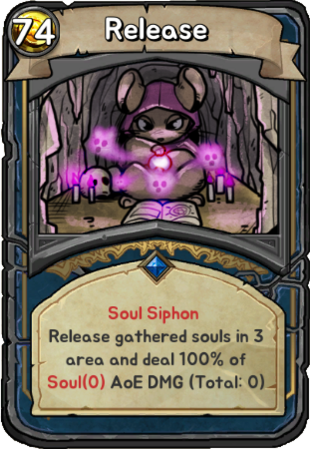 74
Release
Soul Siphon
Release gathered souls in 3
area and deal 100% of
Soul(0) AoE DMG (Total: 0)